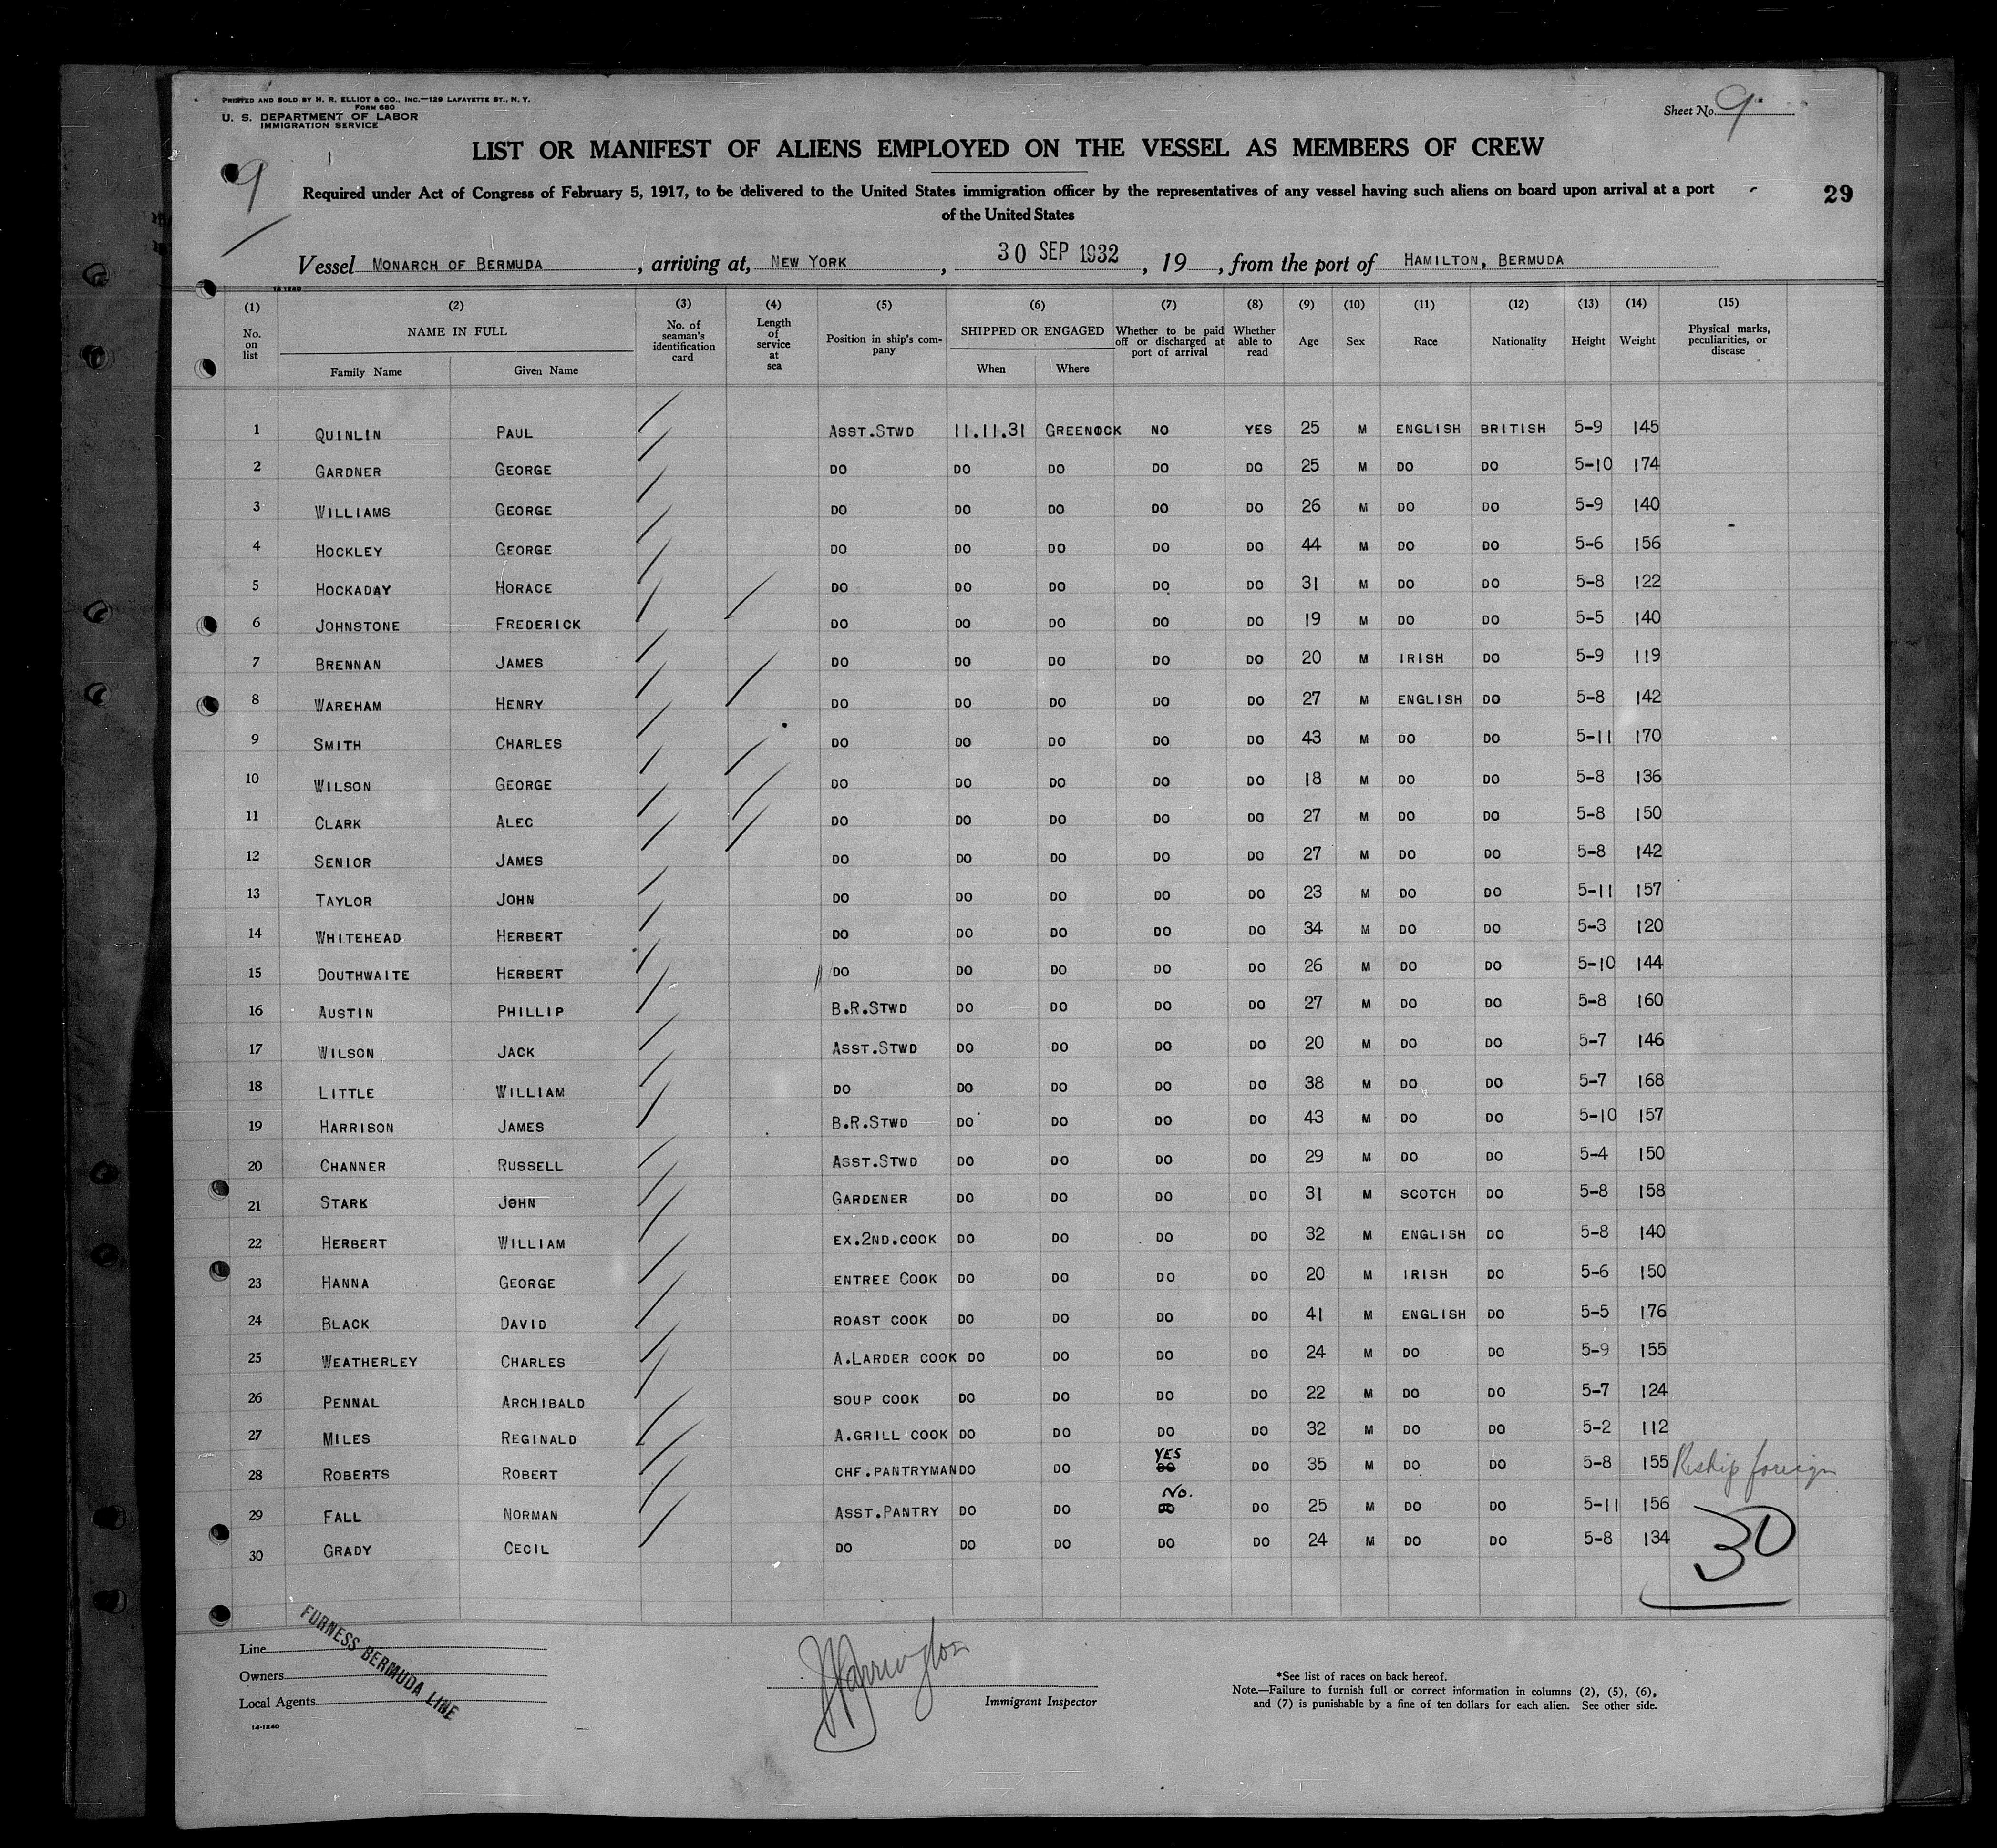 PRINTED AND SOLD BY H. R. ELLIOT & CO., INC.—129 LAFAYETTE ST., N. Y.
FORM 680
U. S. DEPARTMENT OF LABOR
IMMIGRATION SERVICE
Sheet No. 9
9
LIST OR MANIFEST OF ALIENS EMPLOYED ON THE VESSEL AS MEMBERS OF CREW
Required under Act of Congress of February 5, 1917, to be delivered to the United States immigration officer by the representatives of any vessel having such aliens on board upon arrival at a port
of the United States
29
Vessel MONARCH OF BERMUDA, arriving at, NEW YORK, 30 SEP 1932, 19, from the port of HAMILTON, BERMUDA
14-1240
(1) No. on list (2) NAME IN FULL Family Name Given Name (3) No. of seaman's identification card (4) Length of service at sea (5) Position in ship's company (6) SHIPPED OR ENGAGED When Where (7) Whether to be paid off or discharged at port of arrival (8) Whether able to read (9) Age (10) Sex (11) Race (12) Nationality (13) Height (14) Weight (15) Physical marks, peculiarities, or disease
1 QUINLIN PAUL ASST.STWD 11.11.31 GREENOCK NO YES 25 M ENGLISH BRITISH 5-9 145
2 GARDNER GEORGE DO DO DO DO DO 25 M DO DO 5-10 174
3 WILLIAMS GEORGE DO DO DO DO DO 26 M DO DO 5-9 140
4 HOCKLEY GEORGE DO DO DO DO DO 44 M DO DO 5-6 156
5 HOCKADAY HORACE DO DO DO DO DO 31 M DO DO 5-8 122
6 JOHNSTONE FREDERICK DO DO DO DO DO 19 M DO DO 5-5 140
7 BRENNAN JAMES DO DO DO DO DO 20 M IRISH DO 5-9 119
8 WAREHAM HENRY DO DO DO DO DO 27 M ENGLISH DO 5-8 142
9 SMITH CHARLES DO DO DO DO DO 43 M DO DO 5-11 170
10 WILSON GEORGE DO DO DO DO DO 18 M DO DO 5-8 136
11 CLARK ALEC DO DO DO DO DO 27 M DO DO 5-8 150
12 SENIOR JAMES DO DO DO DO DO 27 M DO DO 5-8 142
13 TAYLOR JOHN DO DO DO DO DO 23 M DO DO 5-11 157
14 WHITEHEAD HERBERT DO DO DO DO DO 34 M DO DO 5-3 120
15 DOUTHWAITE HERBERT DO DO DO DO DO 26 M DO DO 5-10 144
16 AUSTIN PHILLIP B.R.STWD DO DO DO DO 27 M DO DO 5-8 160
17 WILSON JACK ASST.STWD DO DO DO DO 20 M DO DO 5-7 146
18 LITTLE WILLIAM DO DO DO DO DO 38 M DO DO 5-7 168
19 HARRISON JAMES B.R.STWD DO DO DO DO 43 M DO DO 5-10 157
20 CHANNER RUSSELL ASST.STWD DO DO DO DO 29 M DO DO 5-4 150
21 STARK JOHN GARDENER DO DO DO DO 31 M SCOTCH DO 5-8 158
22 HERBERT WILLIAM EX.2ND.COOK DO DO DO DO 32 M ENGLISH DO 5-8 140
23 HANNA GEORGE ENTREE COOK DO DO DO DO 20 M IRISH DO 5-6 150
24 BLACK DAVID ROAST COOK DO DO DO DO 41 M ENGLISH DO 5-5 176
25 WEATHERLEY CHARLES A.LARDER COOK DO DO DO DO 24 M DO DO 5-9 155
26 PENNAL ARCHIBALD SOUP COOK DO DO DO DO 22 M DO DO 5-7 124
27 MILES REGINALD A.GRILL COOK DO DO DO DO 32 M DO DO 5-2 112
28 ROBERTS ROBERT CHF.PANTRYMAN DO DO YES DO DO 35 M DO DO 5-8 155 Reship foreign
29 FALL NORMAN ASST.PANTRY DO DO No. DO DO 25 M DO DO 5-11 156
30 GRADY CECIL DO DO DO DO DO 24 M DO DO 5-8 134
30
Line
Owners
Local Agents
FURNESS BERMUDA LINE
14-1240
Immigrant Inspector
*See list of races on back hereof.
Note.—Failure to furnish full or correct information in columns (2), (5), (6),
and (7) is punishable by a fine of ten dollars for each alien. See other side.